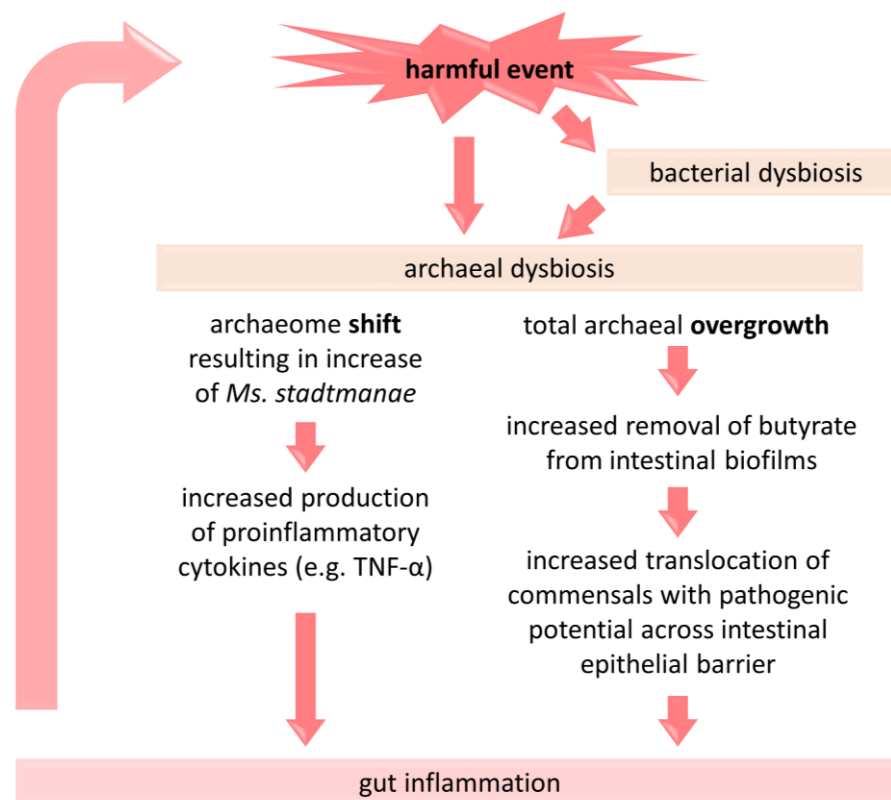 harmful event
bacterial dysbiosis
archaeal dysbiosis
archaeome shift
resulting in increase
of Ms. stadtmanae
increased production
of proinflammatory
cytokines (e.g. TNF-α)
total archaeal overgrowth
increased removal of butyrate
from intestinal biofilms
increased translocation of
commensals with pathogenic
potential across intestinal
epithelial barrier
gut inflammation